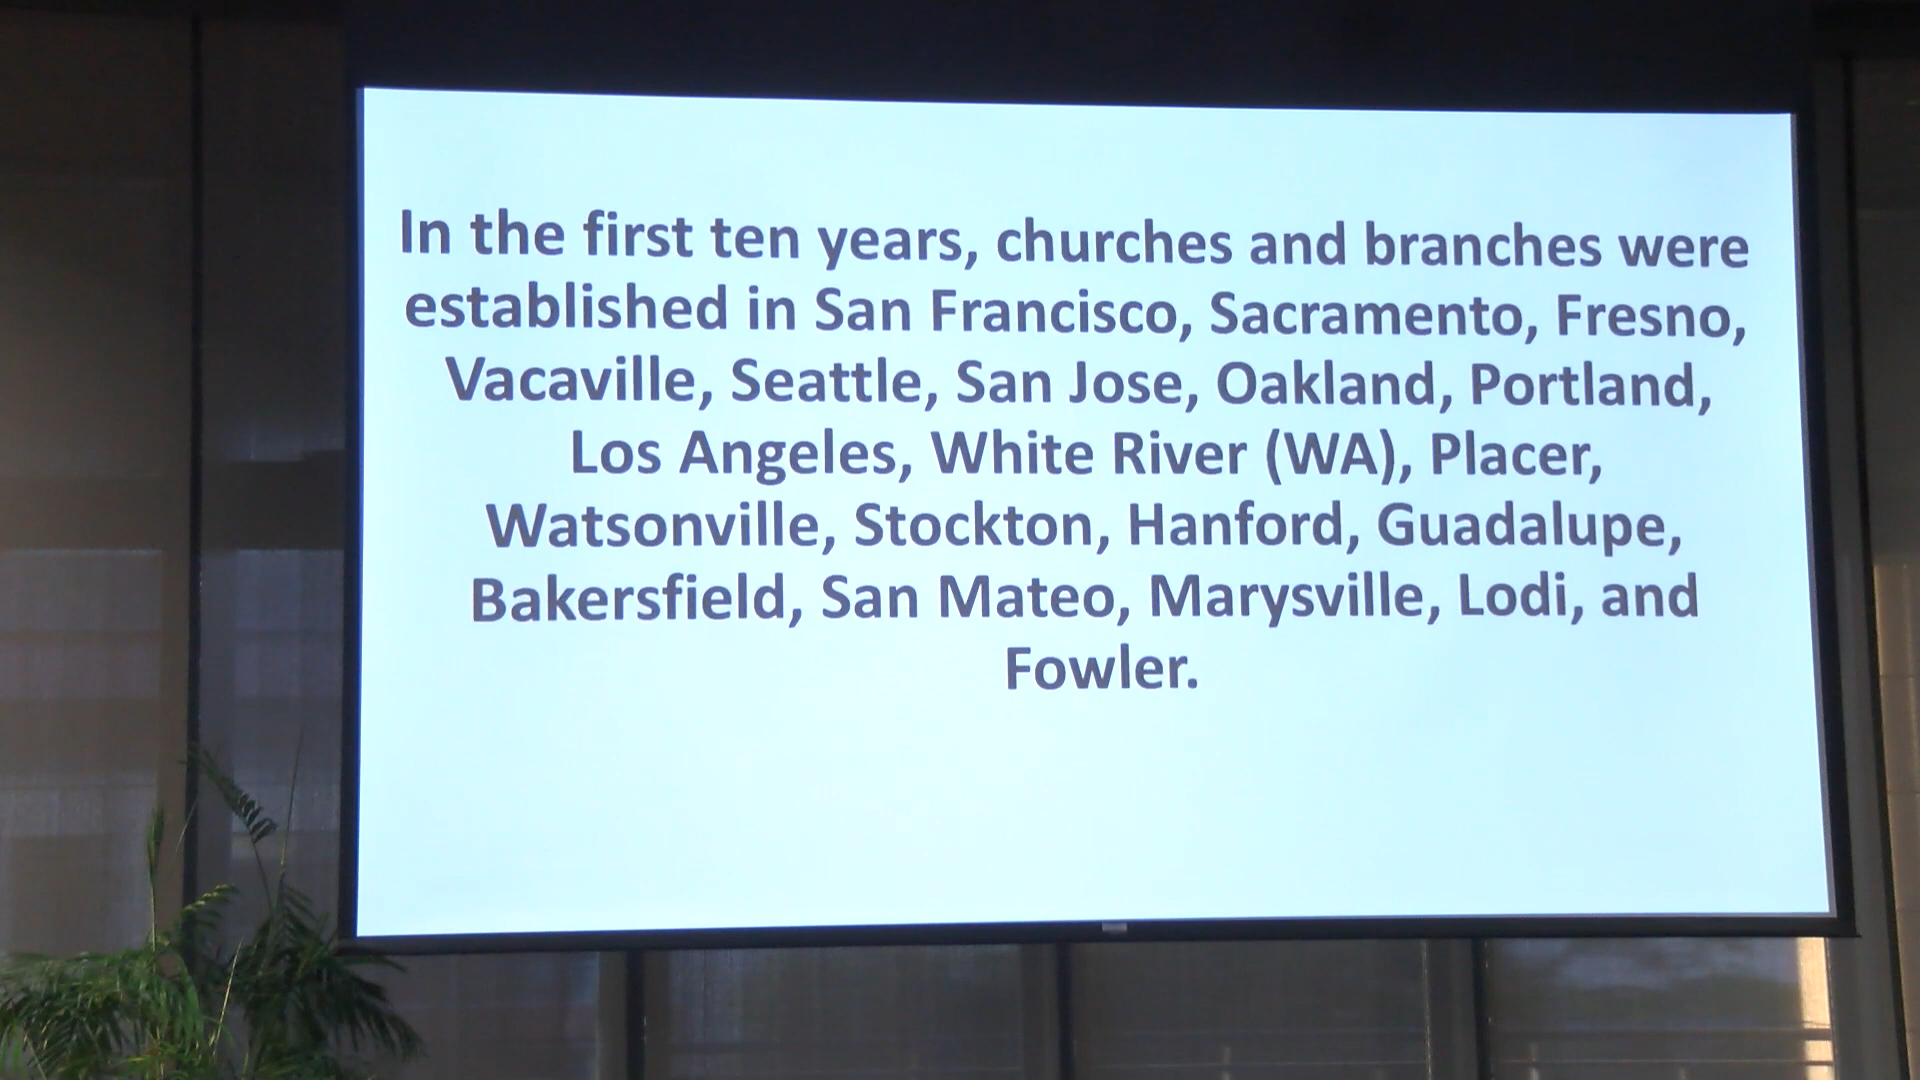 In the first ten years, churches and branches were
established in San Francisco, Sacramento, Fresno,
Vacaville, Seattle, San Jose, Oakland, Portland,
Los Angeles, White River (WA), Placer,
Watsonville, Stockton, Hanford, Guadalupe,
Bakersfield, San Mateo, Marysville, Lodi, and
Fowler.